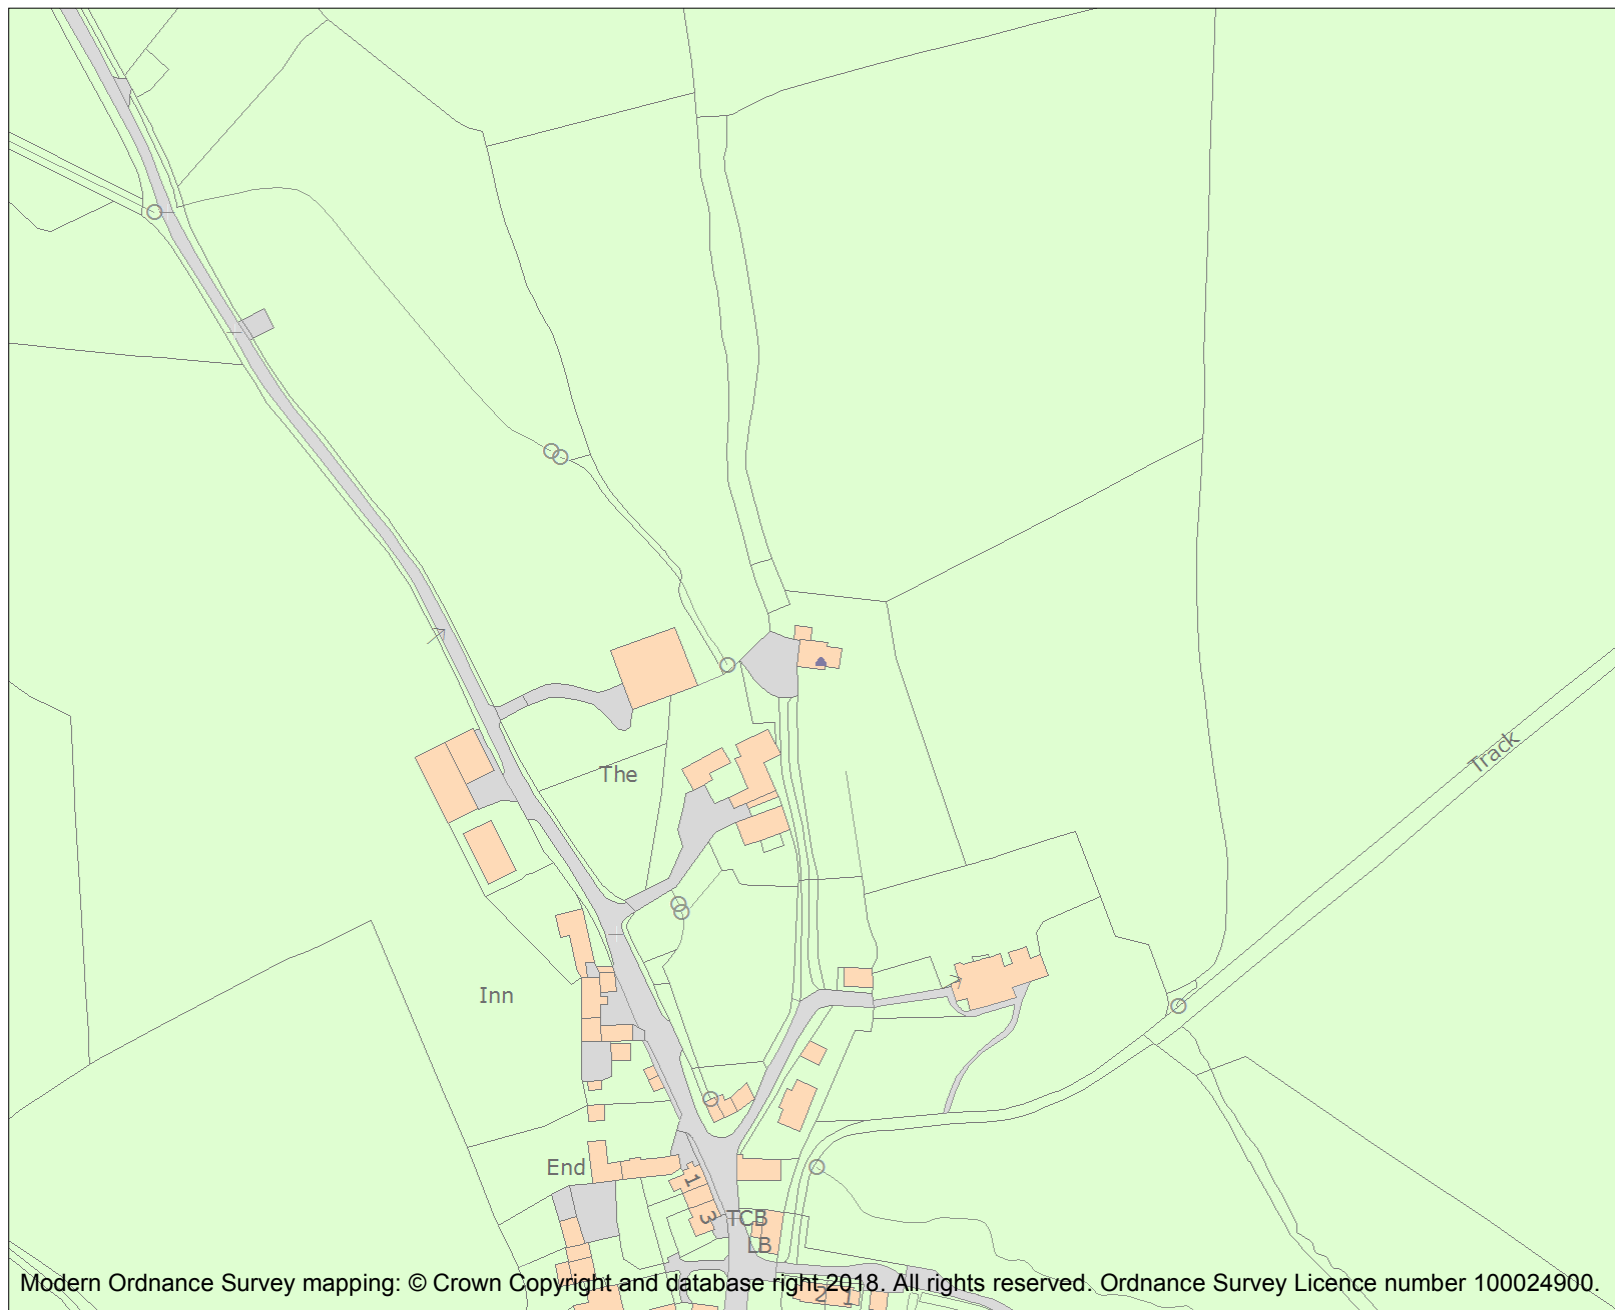 Track
The
Inn
End
1
3
TCB
LB
2 1
Modern Ordnance Survey mapping: © Crown Copyright and database right 2018. All rights reserved. Ordnance Survey Licence number 100024900.